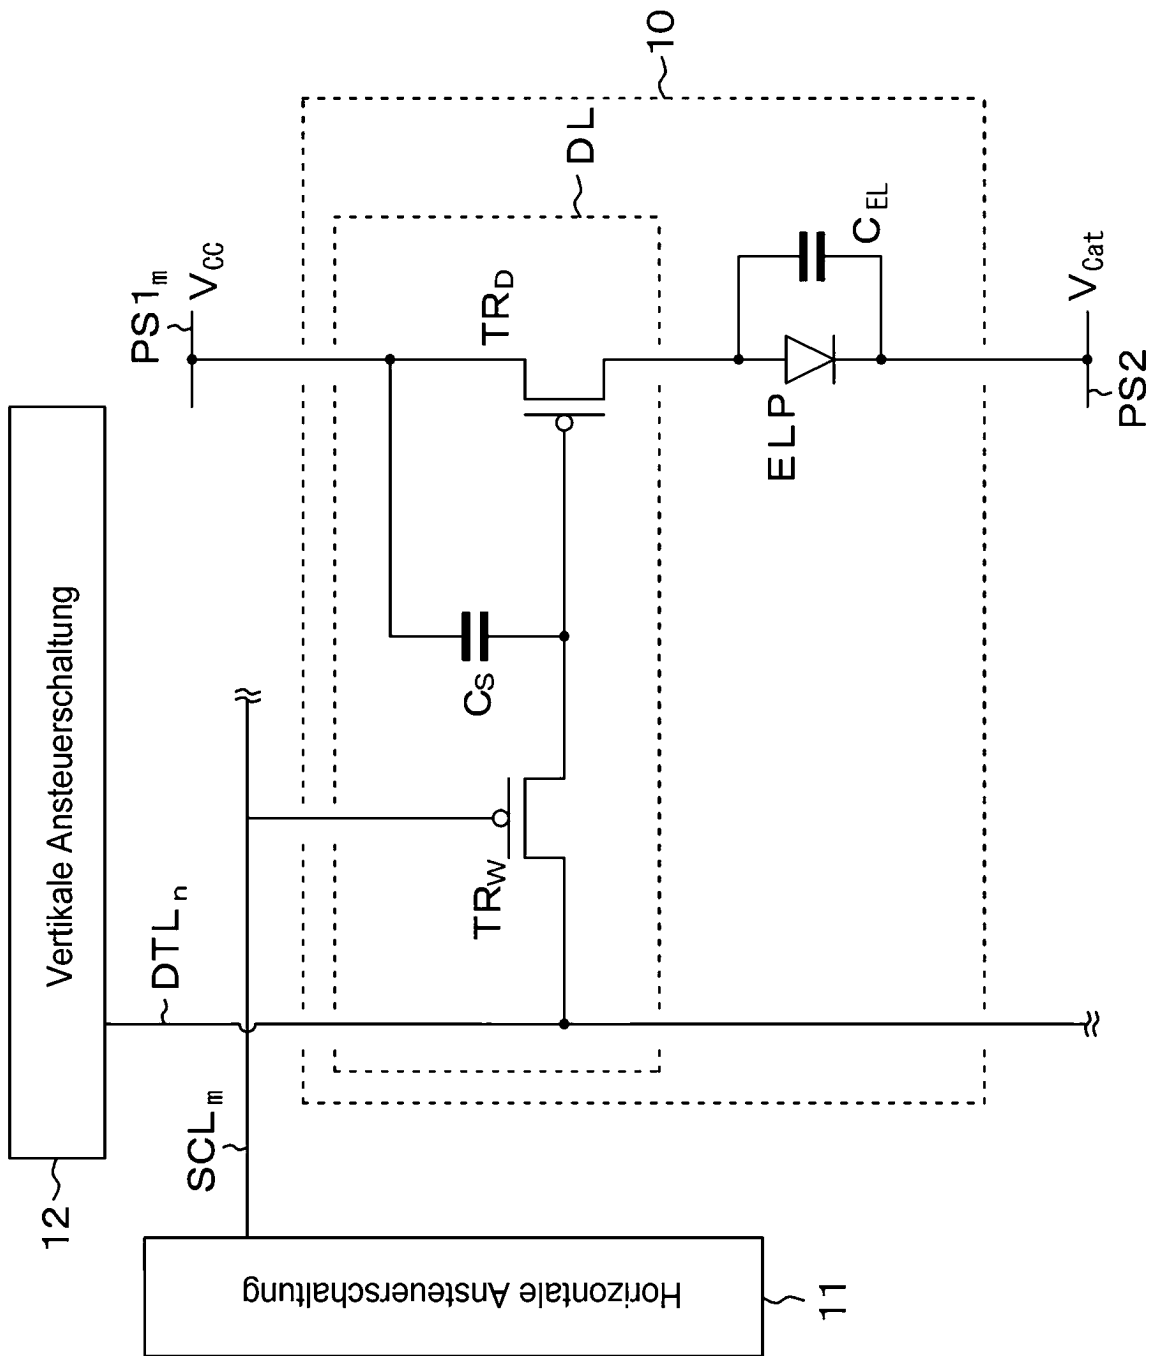 Vertikale Ansteuerschaltung
12
DTLn
SCLm
Horizontale Ansteuerschaltung
11
PS1m
VCC
10
DL
TRD
CS
TRW
CEL
ELP
VCat
PS2